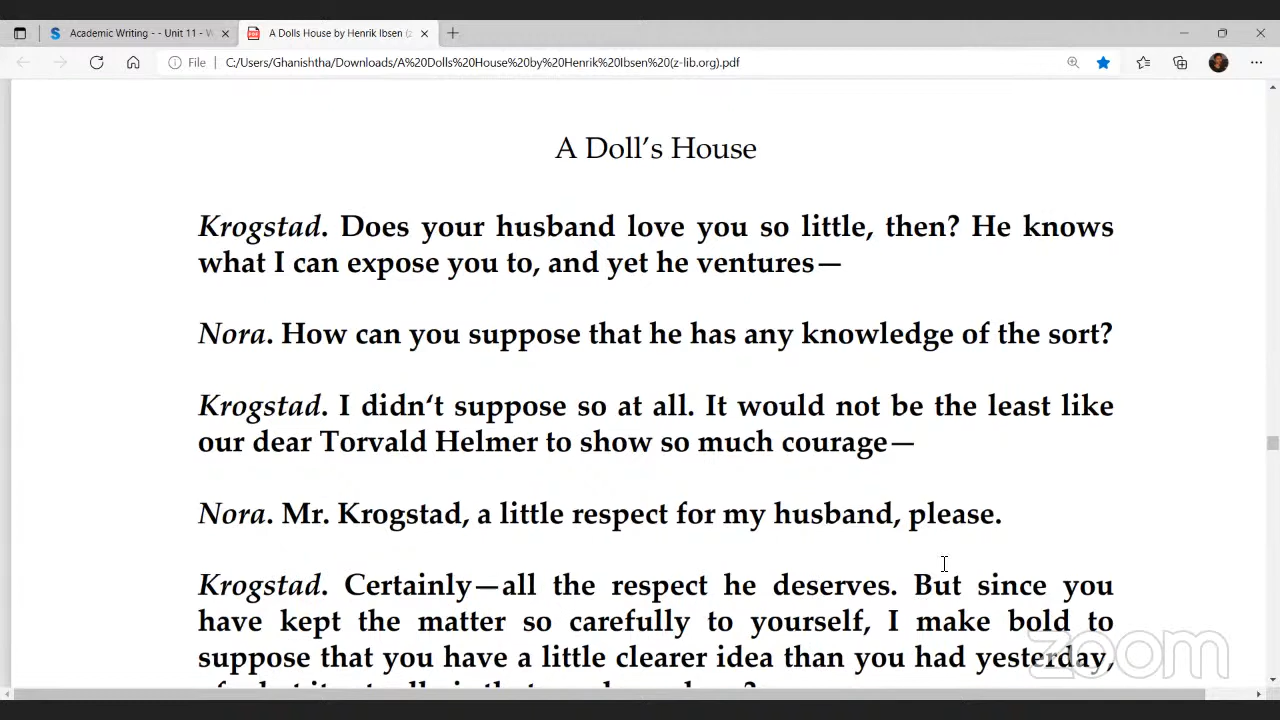 Academic Writing - - Unit 11 - W
A Dolls House by Henrik Ibsen (z
File
C:/Users/Ghanishtha/Downloads/A%20Dolls%20House%20by%20Henrik%20Ibsen%20(z-lib.org).pdf
A Doll's House
Krogstad. Does your husband love you so little, then? He knows
what I can expose you to, and yet he ventures—
Nora. How can you suppose that he has any knowledge of the sort?
Krogstad. I didn‘t suppose so at all. It would not be the least like
our dear Torvald Helmer to show so much courage—
Nora. Mr. Krogstad, a little respect for my husband, please.
Krogstad. Certainly—all the respect he deserves. But since you
have kept the matter so carefully to yourself, I make bold to
suppose that you have a little clearer idea than you had yesterday,
zoom